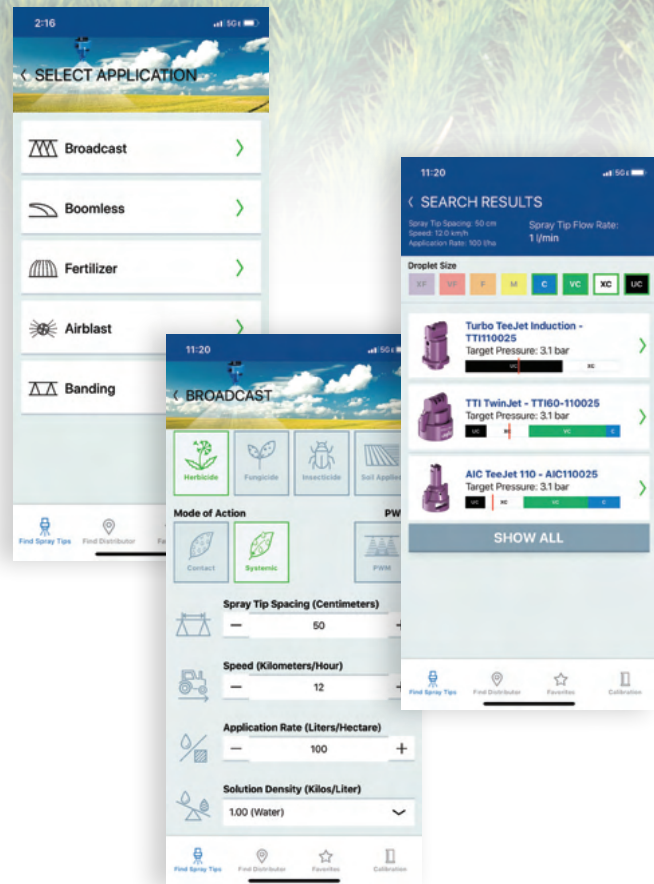 2:16
5G
SELECT APPLICATION
Broadcast
Boomless
Fertilizer
Airblast
Banding
Find Spray Tips
Find Distributor
11:20
5G
BROADCAST
Herbicide
Fungicide
Insecticide
Soil Applied
Mode of Action
PW
Contact
Systemic
PWM
Spray Tip Spacing (Centimeters)
− 50 +
Speed (Kilometers/Hour)
− 12 +
Application Rate (Liters/Hectare)
− 100 +
Solution Density (Kilos/Liter)
1.00 (Water)
Find Spray Tips
Find Distributor
Favorites
Calibration
11:20
5G
SEARCH RESULTS
Spray Tip Spacing: 50 cm
Speed: 12.0 km/h
Application Rate: 100 l/ha
Spray Tip Flow Rate:
1 l/min
Droplet Size
XF VF F M C VC XC UC
Turbo TeeJet Induction -
TTI110025
Target Pressure: 3.1 bar
UC XC
TTI TwinJet - TTI60-110025
Target Pressure: 3.1 bar
UC XC VC C
AIC TeeJet 110 - AIC110025
Target Pressure: 3.1 bar
UC XC VC C
SHOW ALL
Find Spray Tips
Find Distributor
Favorites
Calibration